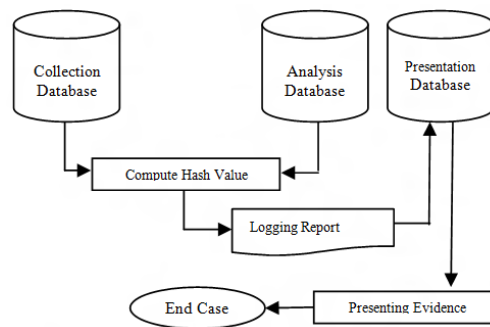 Collection
Database
Analysis
Database
Presentation
Database
Compute Hash Value
Logging Report
End Case
Presenting Evidence